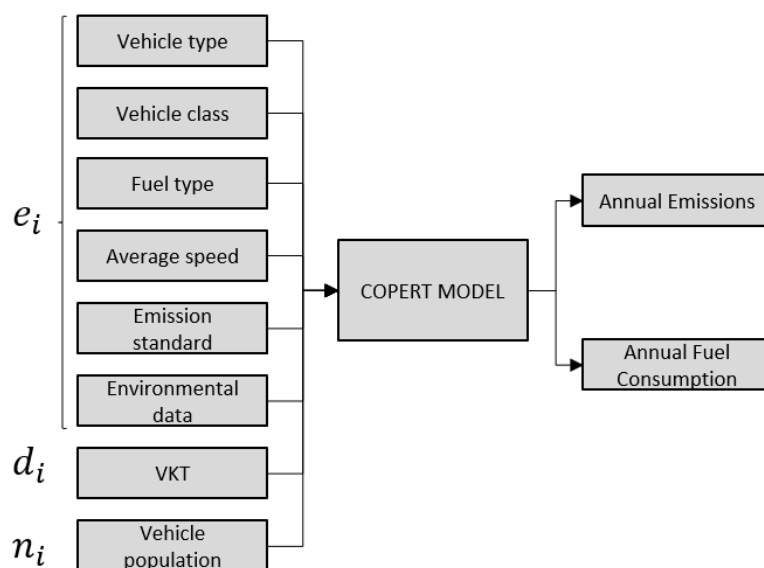 Vehicle type
Vehicle class
Fuel type
e_i
Average speed
Emission
standard
Environmental
data
d_i
VKT
n_i
Vehicle
population
COPERT MODEL
Annual Emissions
Annual Fuel
Consumption